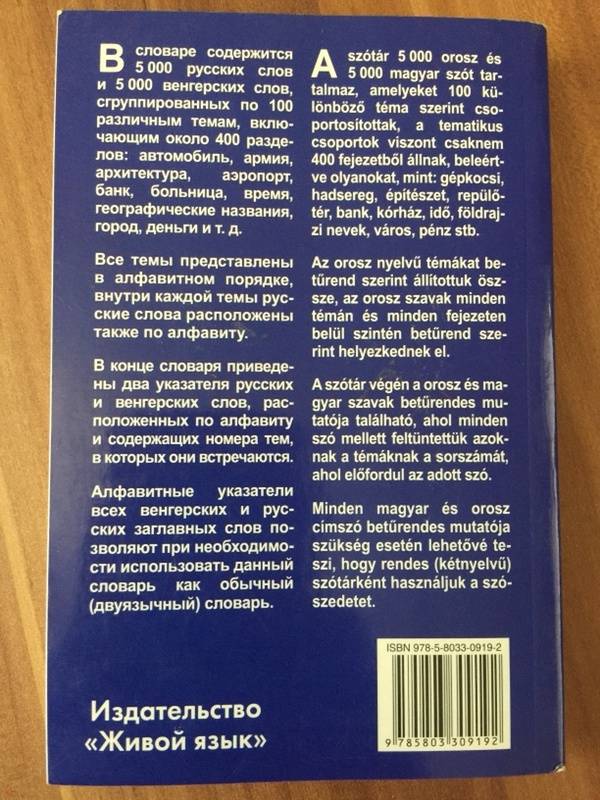 В словаре содержится
5 000 русских слов
и 5 000 венгерских слов,
сгруппированных по 100
различным темам, вклю-
чающим около 400 разде-
лов: автомобиль, армия,
архитектура, аэропорт,
банк, больница, время,
географические названия,
город, деньги и т. д.
Все темы представлены
в алфавитном порядке,
внутри каждой темы рус-
ские слова расположены
также по алфавиту.
В конце словаря приведе-
ны два указателя русских
и венгерских слов, рас-
положенных по алфавиту
и содержащих номера тем,
в которых они встречаются.
Алфавитные указатели
всех венгерских и рус-
ских заглавных слов по-
зволяют при необходимо-
сти использовать данный
словарь как обычный
(двуязычный) словарь.
A szótár 5 000 orosz és
5 000 magyar szót tar-
talmaz, amelyeket 100 kü-
lönböző téma szerint cso-
portosítottak, a tematikus
csoportok viszont csaknem
400 fejezetből állnak, beleért-
ve olyanokat, mint: gépkocsi,
hadsereg, építészet, repülő-
tér, bank, kórház, idő, földraj-
zi nevek, város, pénz stb.
Az orosz nyelvű témákat be-
tűrend szerint állítottuk ösz-
sze, az orosz szavak minden
témán és minden fejezeten
belül szintén betűrend sze-
rint helyezkednek el.
A szótár végén a orosz és ma-
gyar szavak betűrendes mu-
tatója található, ahol minden
szó mellett feltüntettük azok-
nak a témáknak a sorszámát,
ahol előfordul az adott szó.
Minden magyar és orosz
címszó betűrendes mutatója
szükség esetén lehetővé te-
szi, hogy rendes (kétnyelvű)
szótárként használjuk a szó-
szedetet.
ISBN 978-5-8033-0919-2
9 785803 309192
Издательство
«Живой язык»